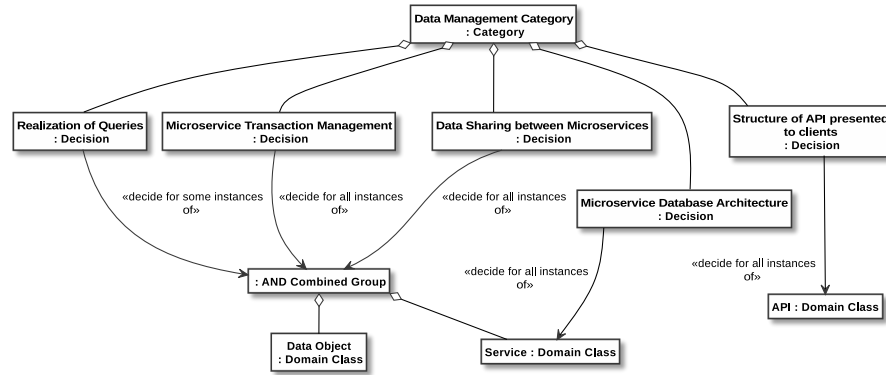 Data Management Category
: Category
Realization of Queries
: Decision
Microservice Transaction Management
: Decision
Data Sharing between Microservices
: Decision
Structure of API presented
to clients
: Decision
«decide for some instances
of»
«decide for all instances
of»
«decide for all instances
of»
Microservice Database Architecture
: Decision
«decide for all instances
of»
«decide for all instances
of»
: AND Combined Group
API : Domain Class
Data Object
: Domain Class
Service : Domain Class